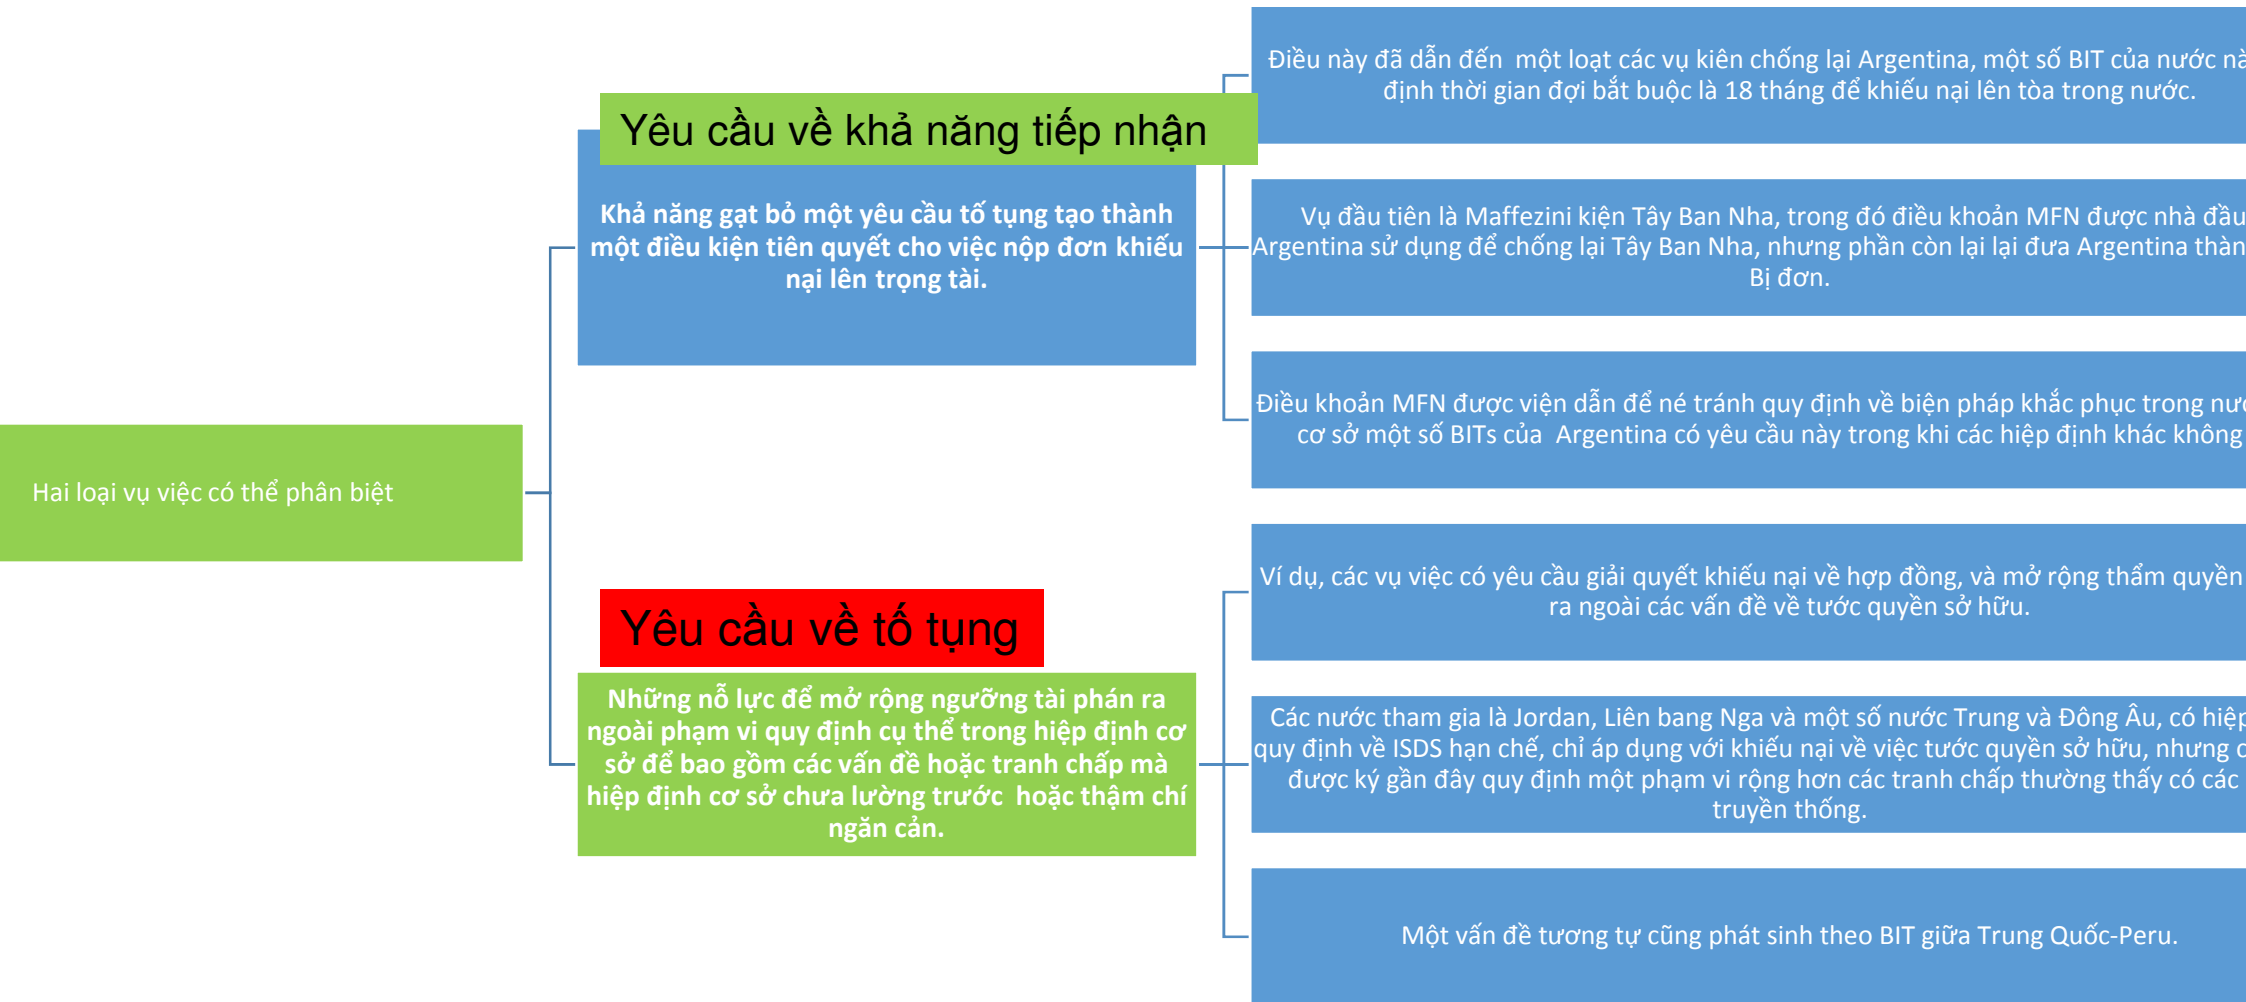 Hai loại vụ việc có thể phân biệt
Yêu cầu về khả năng tiếp nhận
Khả năng gạt bỏ một yêu cầu tố tụng tạo thành
một điều kiện tiên quyết cho việc nộp đơn khiếu
nại lên trọng tài.
Điều này đã dẫn đến một loạt các vụ kiên chống lại Argentina, một số BIT của nước
định thời gian đợi bắt buộc là 18 tháng để khiếu nại lên tòa trong nước.
Vụ đầu tiên là Maffezini kiện Tây Ban Nha, trong đó điều khoản MFN được nhà đầu
Argentina sử dụng để chống lại Tây Ban Nha, nhưng phần còn lại lại đưa Argentina
Bị đơn.
Điều khoản MFN được viện dẫn để né tránh quy định về biện pháp khắc phục trong
cơ sở một số BITs của Argentina có yêu cầu này trong khi các hiệp định khác không
Yêu cầu về tố tụng
Những nỗ lực để mở rộng ngưỡng tài phán ra
ngoài phạm vi quy định cụ thể trong hiệp định cơ
sở để bao gồm các vấn đề hoặc tranh chấp mà
hiệp định cơ sở chưa lường trước hoặc thậm chí
ngăn cản.
Ví dụ, các vụ việc có yêu cầu giải quyết khiếu nại về hợp đồng, và mở rộng thẩm quyền
ra ngoài các vấn đề về tước quyền sở hữu.
Các nước tham gia là Jordan, Liên bang Nga và một số nước Trung và Đông Âu, có
quy định về ISDS hạn chế, chỉ áp dụng với khiếu nại về việc tước quyền sở hữu, nhưng
được ký gần đây quy định một phạm vi rộng hơn các tranh chấp thường thấy có các
truyền thống.
Một vấn đề tương tự cũng phát sinh theo BIT giữa Trung Quốc-Peru.